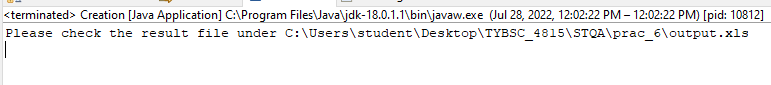 <terminated> Creation [Java Application] C:\Program Files\Java\jdk-18.0.1.1\bin\javaw.exe (Jul 28, 2022, 12:02:22 PM – 12:02:22 PM) [pid: 10812]
Please check the result file under C:\Users\student\Desktop\TYBSC_4815\STQA\prac_6\output.xls